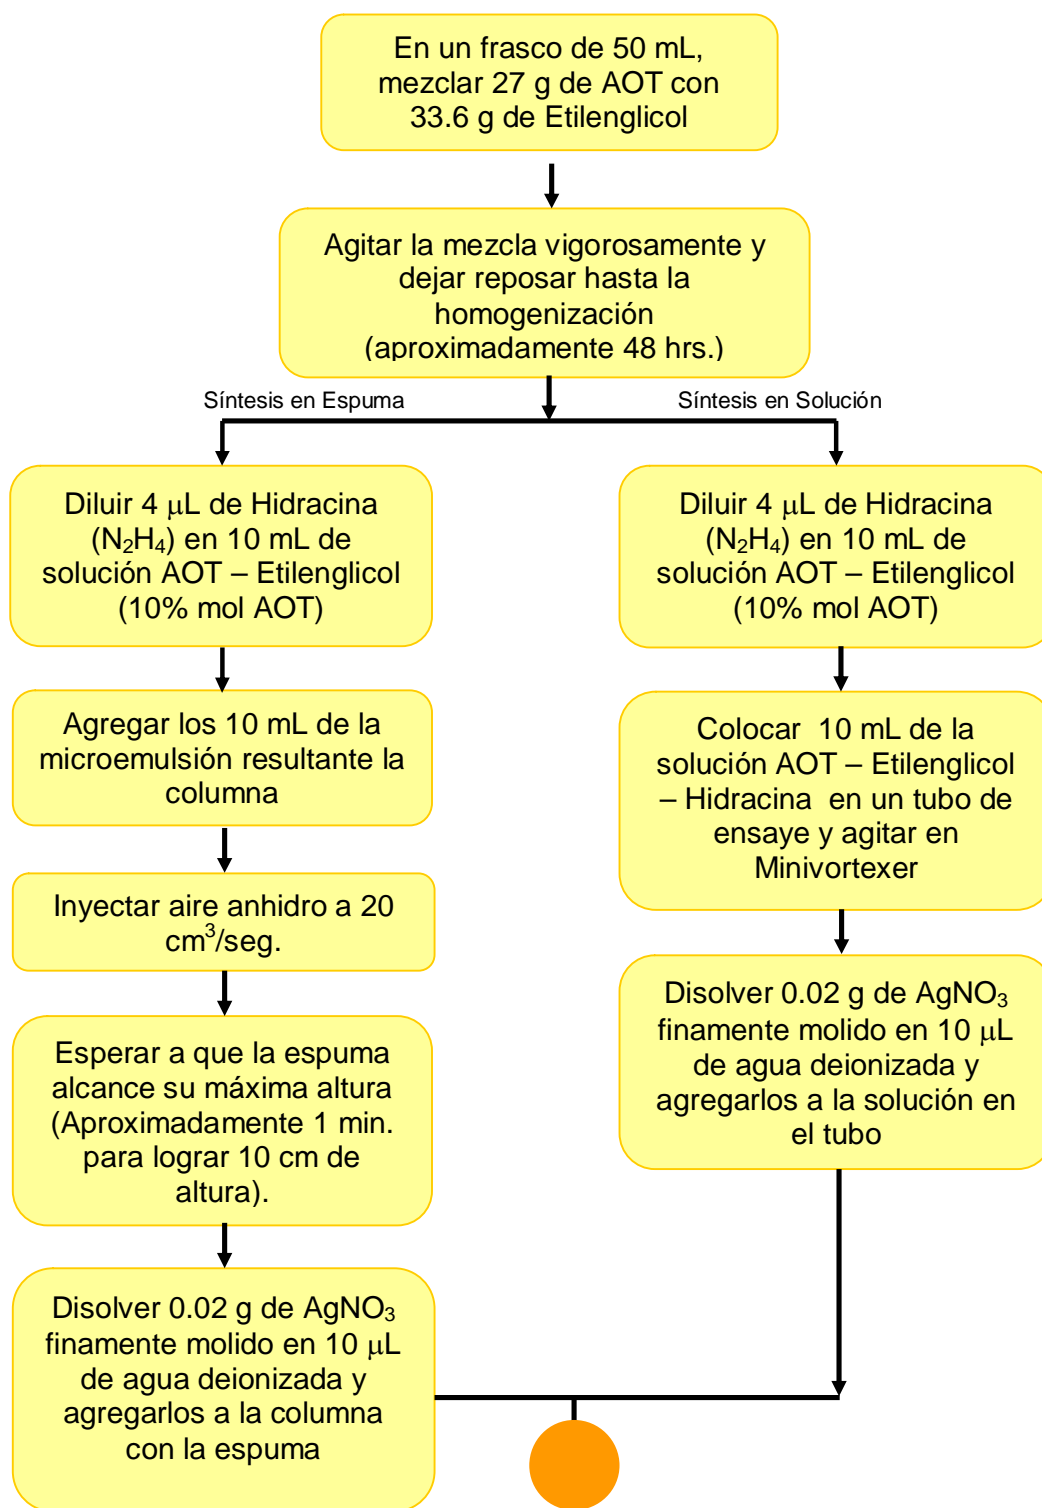 En un frasco de 50 mL,
mezclar 27 g de AOT con
33.6 g de Etilenglicol
Agitar la mezcla vigorosamente y
dejar reposar hasta la
homogenización
(aproximadamente 48 hrs.)
Síntesis en Espuma
Síntesis en Solución
Diluir 4 μL de Hidracina
(N₂H₄) en 10 mL de
solución AOT – Etilenglicol
(10% mol AOT)
Agregar los 10 mL de la
microemulsión resultante la
columna
Inyectar aire anhidro a 20
cm³/seg.
Esperar a que la espuma
alcance su máxima altura
(Aproximadamente 1 min.
para lograr 10 cm de
altura).
Disolver 0.02 g de AgNO₃
finamente molido en 10 μL
de agua deionizada y
agregarlos a la columna
con la espuma
Diluir 4 μL de Hidracina
(N₂H₄) en 10 mL de
solución AOT – Etilenglicol
(10% mol AOT)
Colocar 10 mL de la
solución AOT – Etilenglicol
– Hidracina en un tubo de
ensaye y agitar en
Minivortexer
Disolver 0.02 g de AgNO₃
finamente molido en 10 μL
de agua deionizada y
agregarlos a la solución en
el tubo